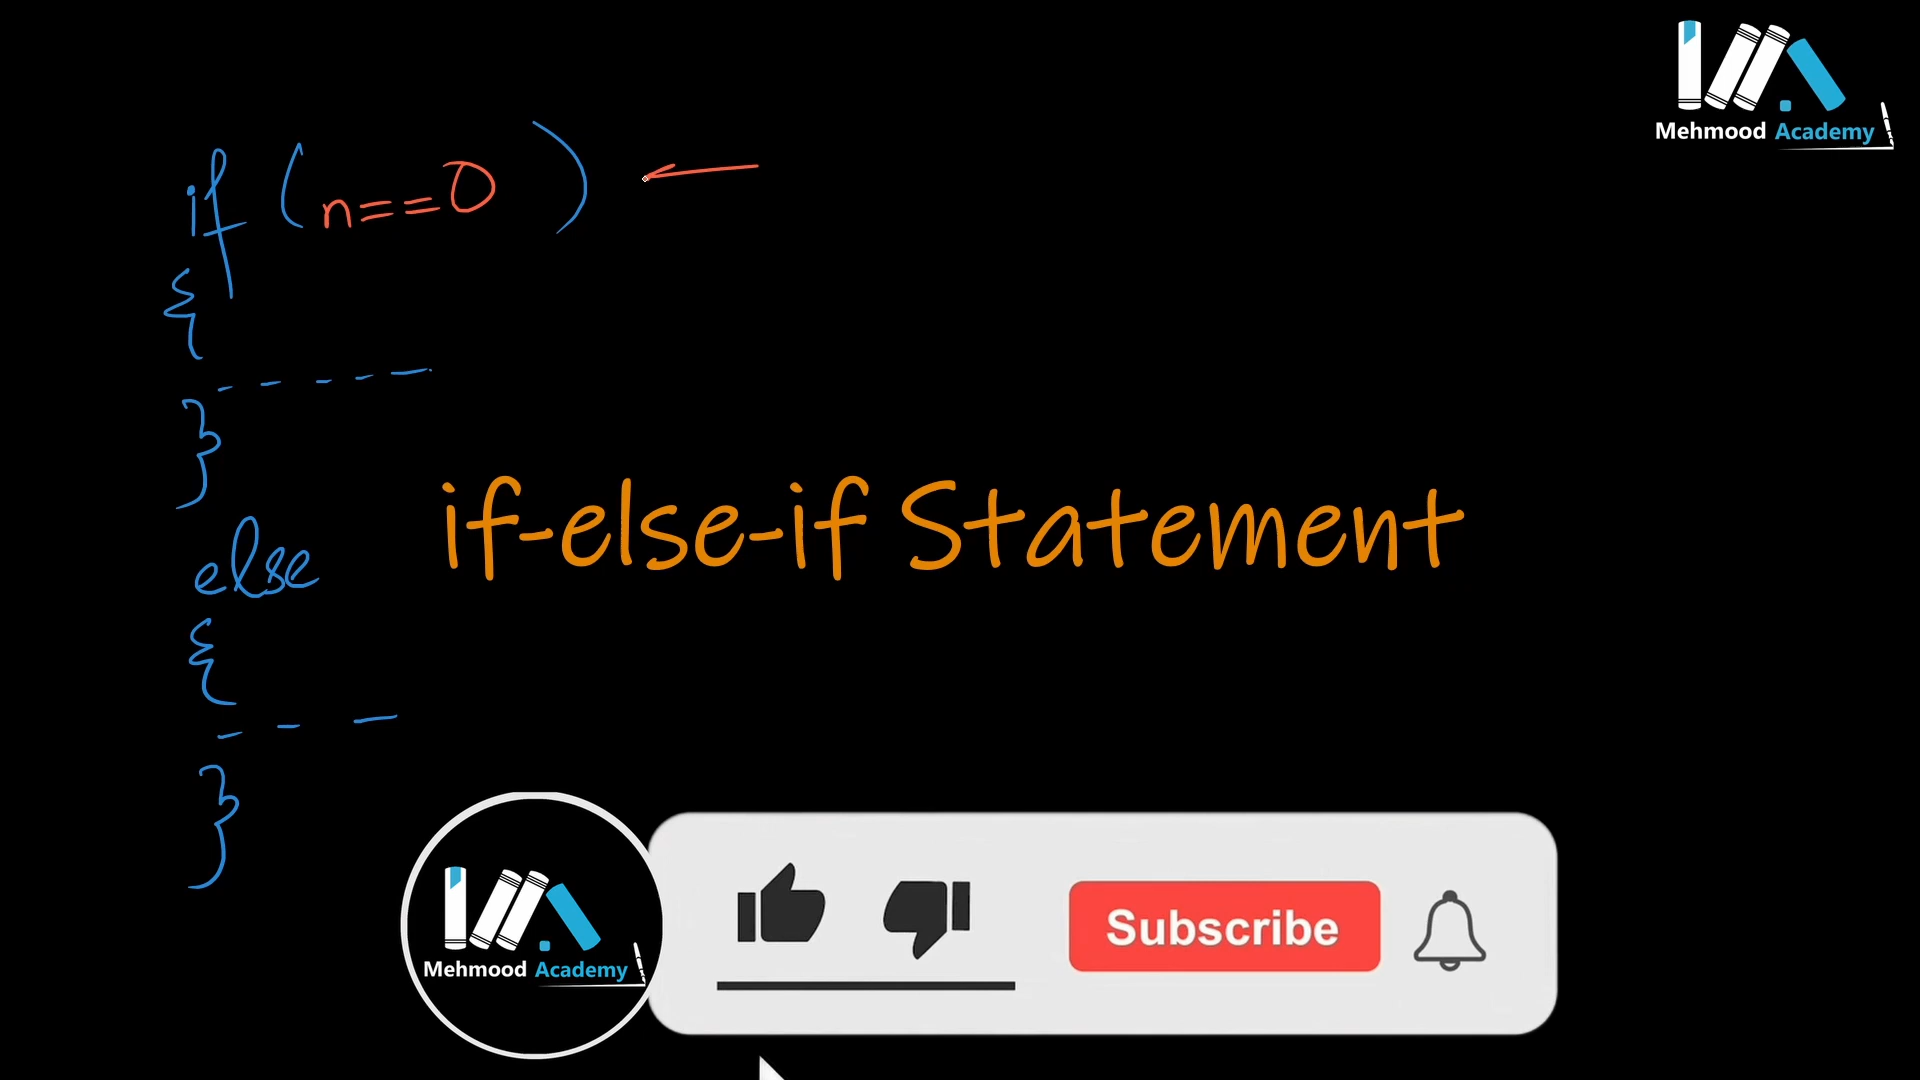 Mehmood Academy
if (n==0)
{
- - - - -
}
else
{
- - -
}
if-else-if Statement
Mehmood Academy
Subscribe